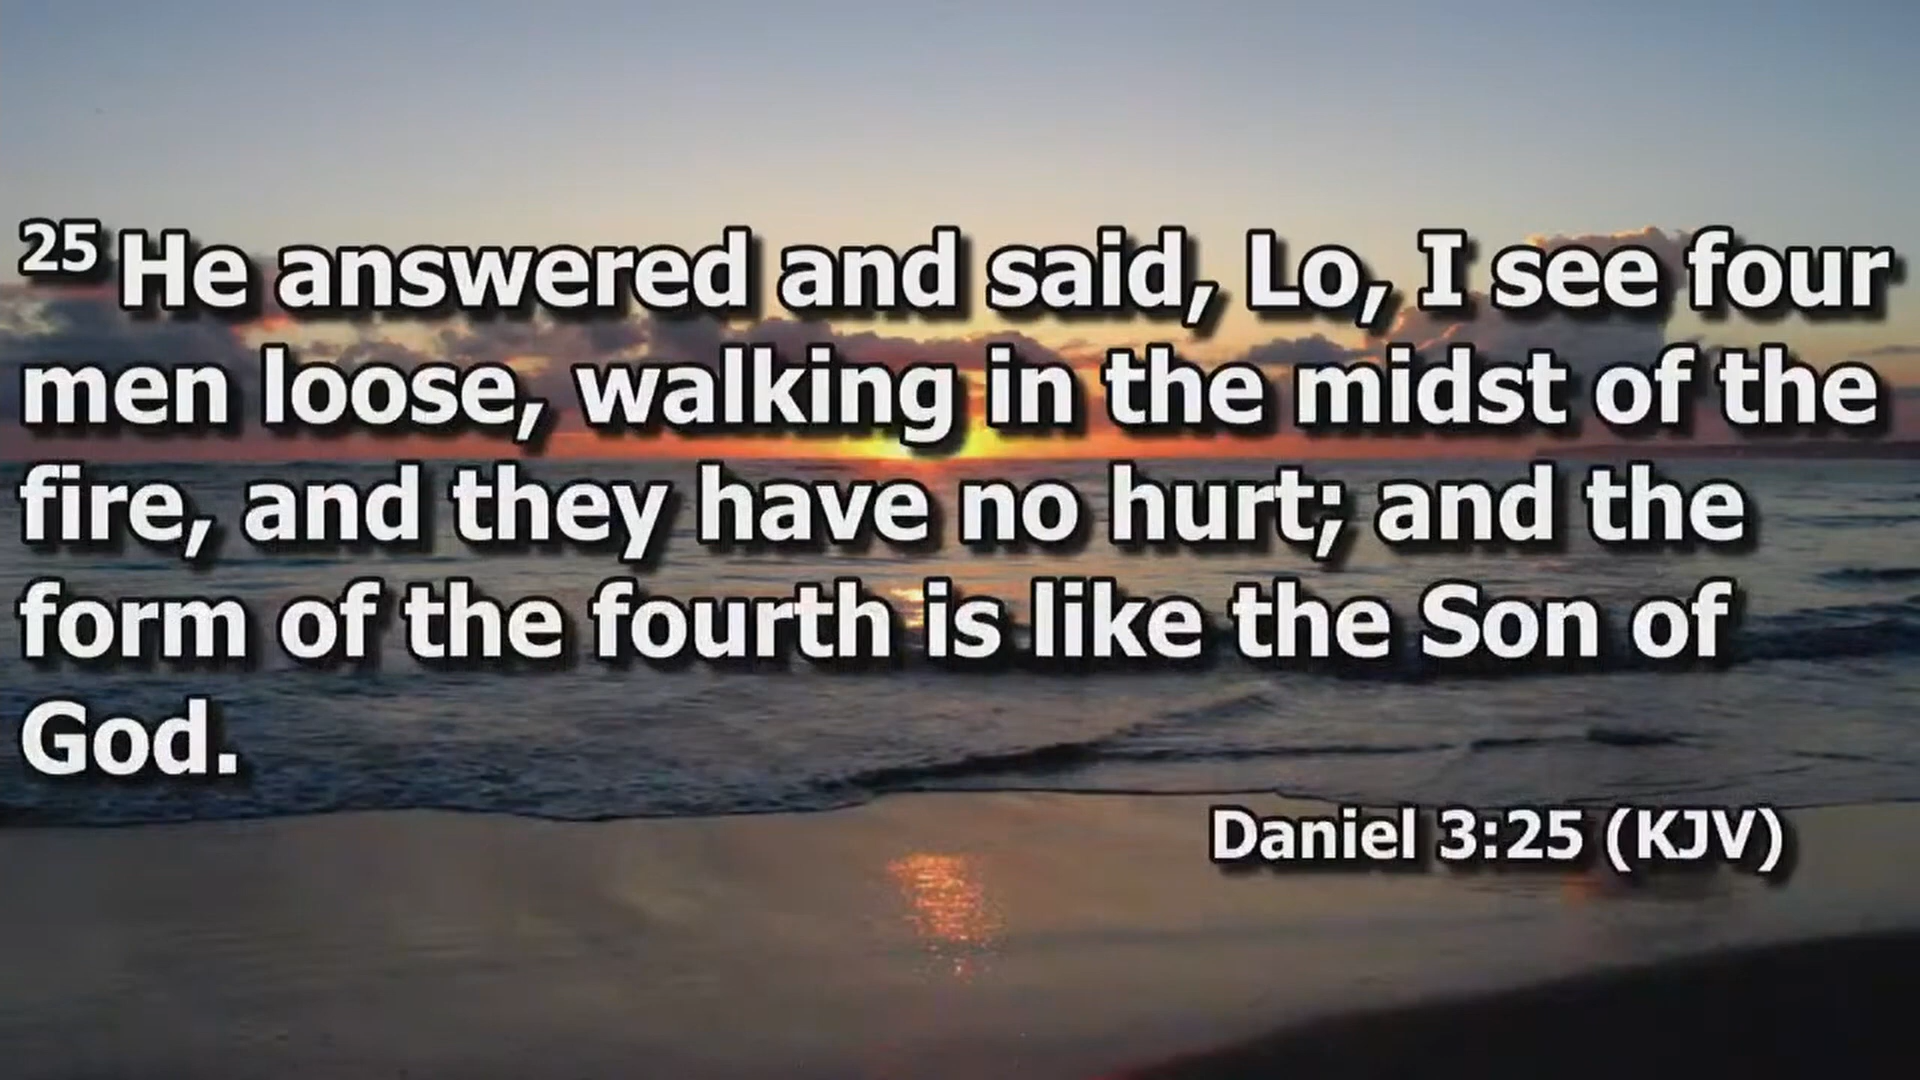 25 He answered and said, Lo, I see four
men loose, walking in the midst of the
fire, and they have no hurt; and the
form of the fourth is like the Son of
God.
Daniel 3:25 (KJV)